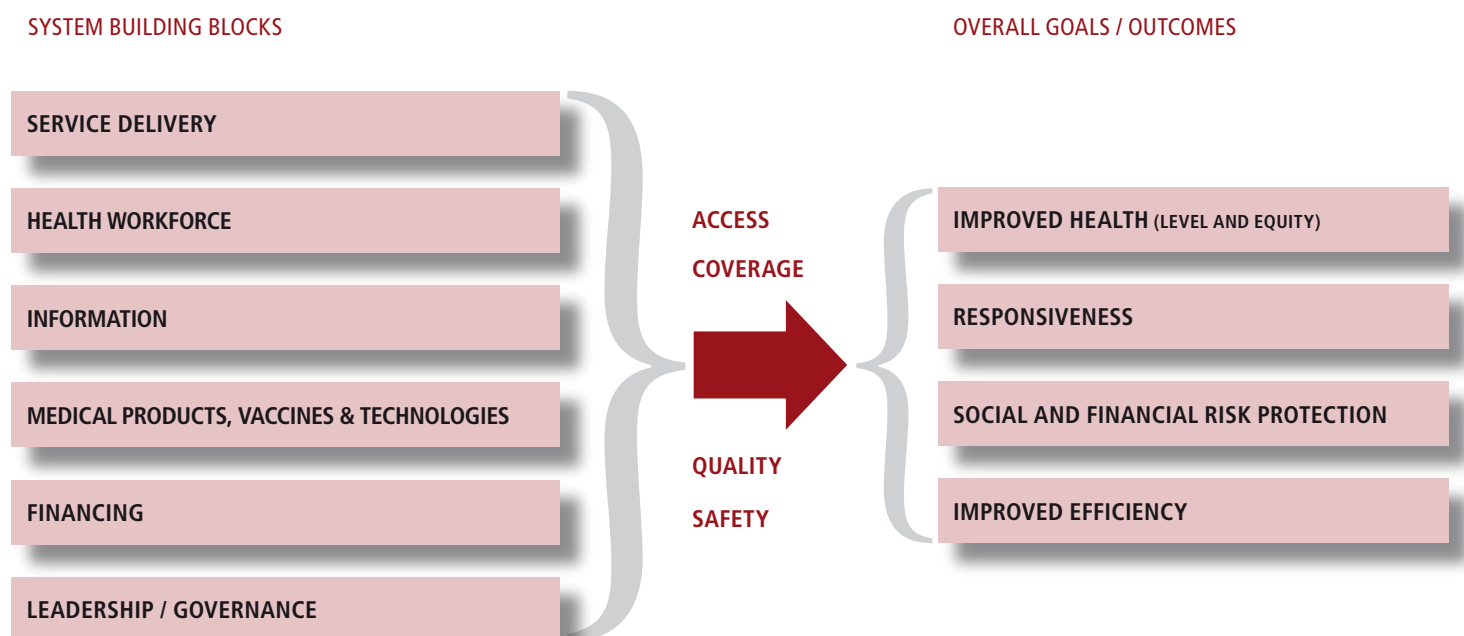 SYSTEM BUILDING BLOCKS
SERVICE DELIVERY
HEALTH WORKFORCE
INFORMATION
MEDICAL PRODUCTS, VACCINES & TECHNOLOGIES
FINANCING
LEADERSHIP / GOVERNANCE
ACCESS
COVERAGE
QUALITY
SAFETY
OVERALL GOALS / OUTCOMES
IMPROVED HEALTH (LEVEL AND EQUITY)
RESPONSIVENESS
SOCIAL AND FINANCIAL RISK PROTECTION
IMPROVED EFFICIENCY